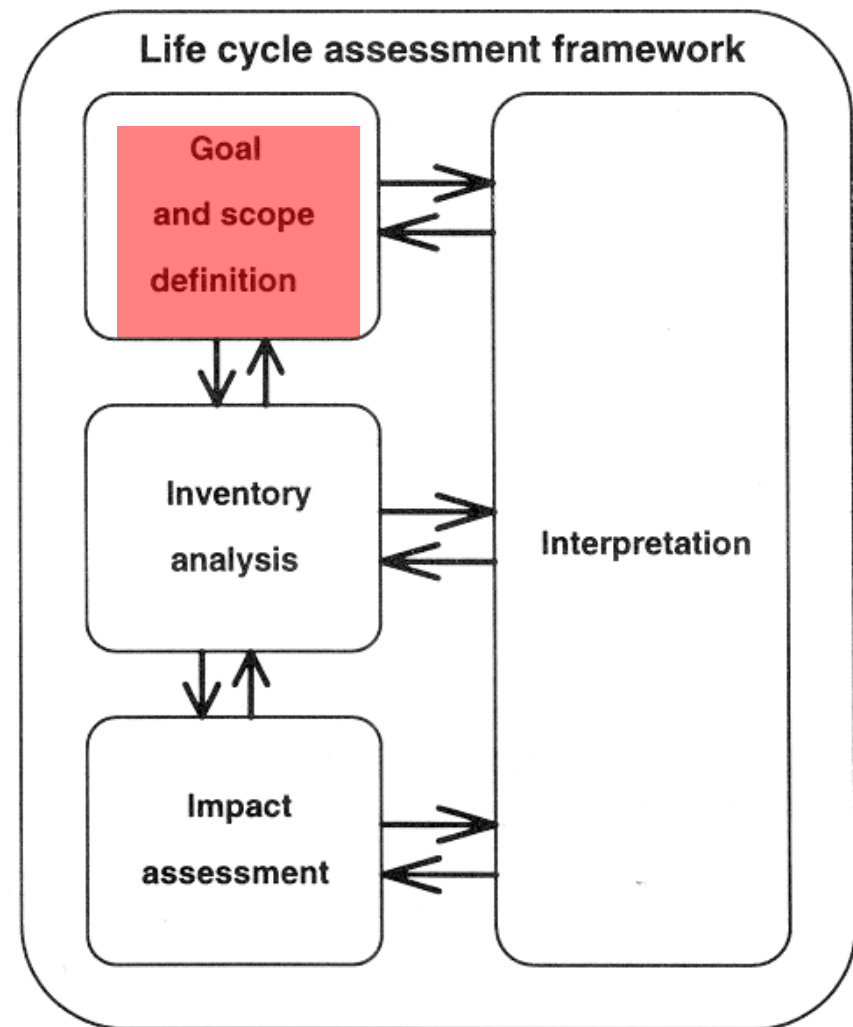 Life cycle assessment framework
Goal
and scope
definition
Inventory
analysis
Interpretation
Impact
assessment